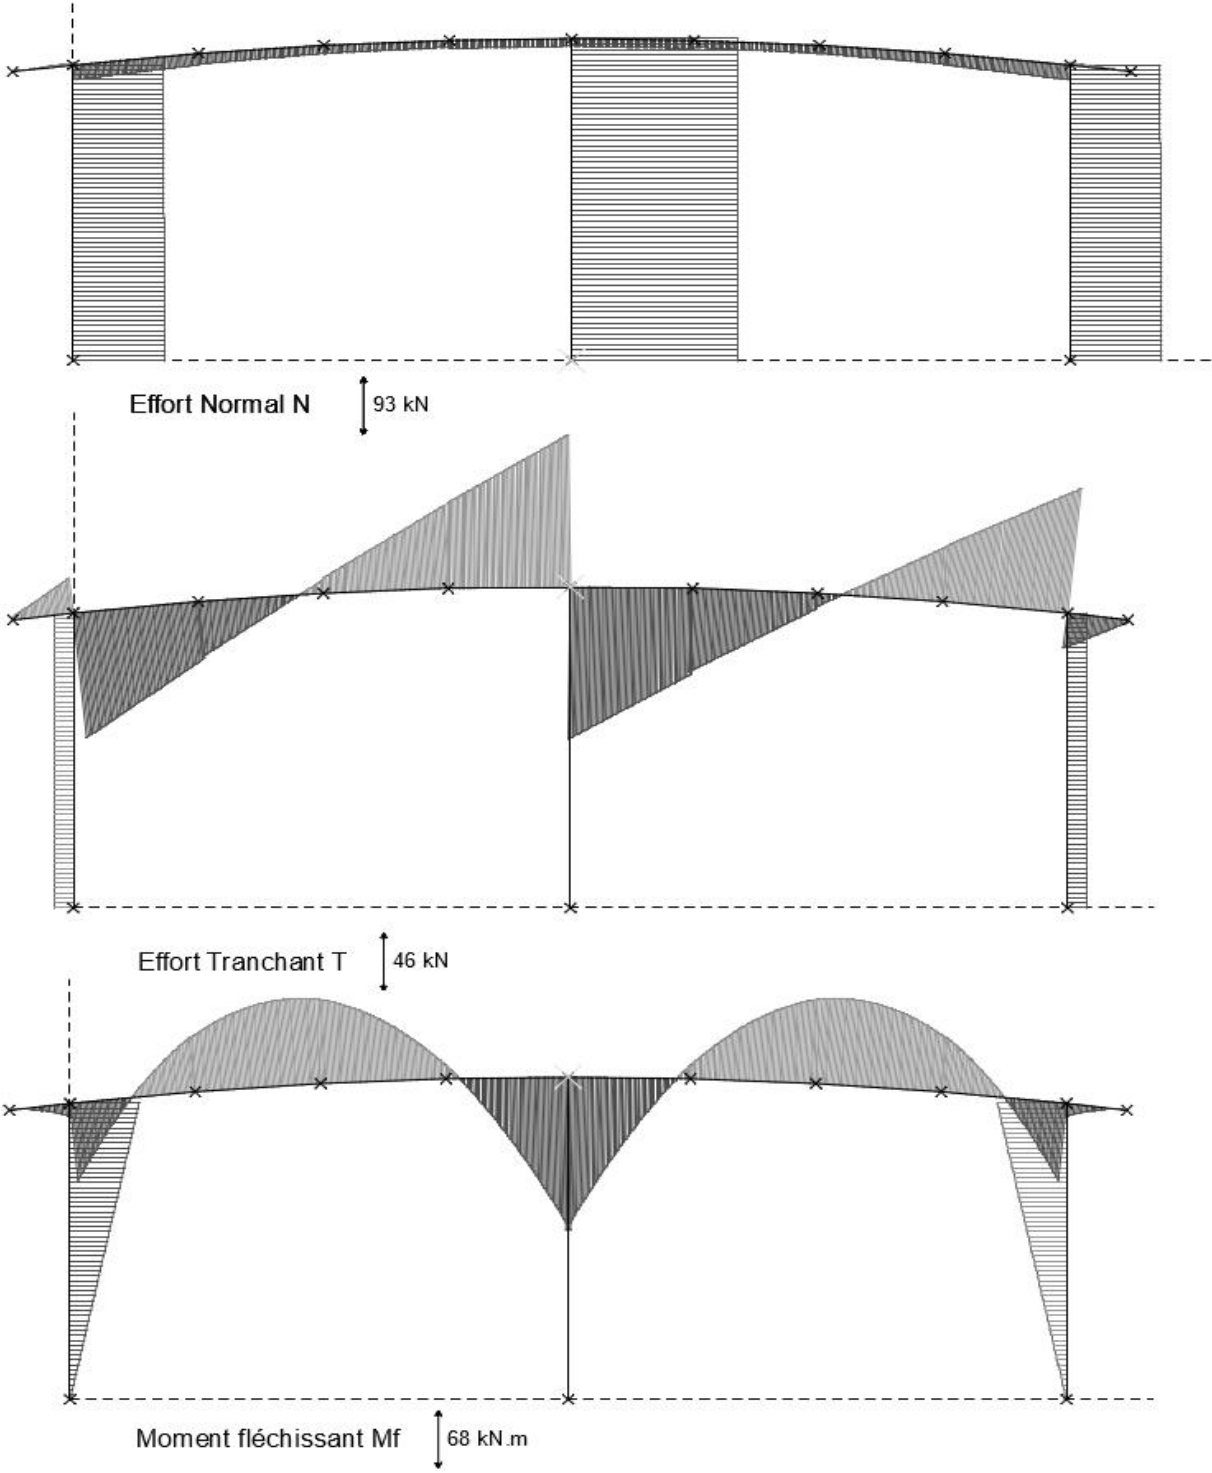 Effort Normal N 93 kN
Effort Tranchant T 46 kN
Moment fléchissant Mf 68 kN.m